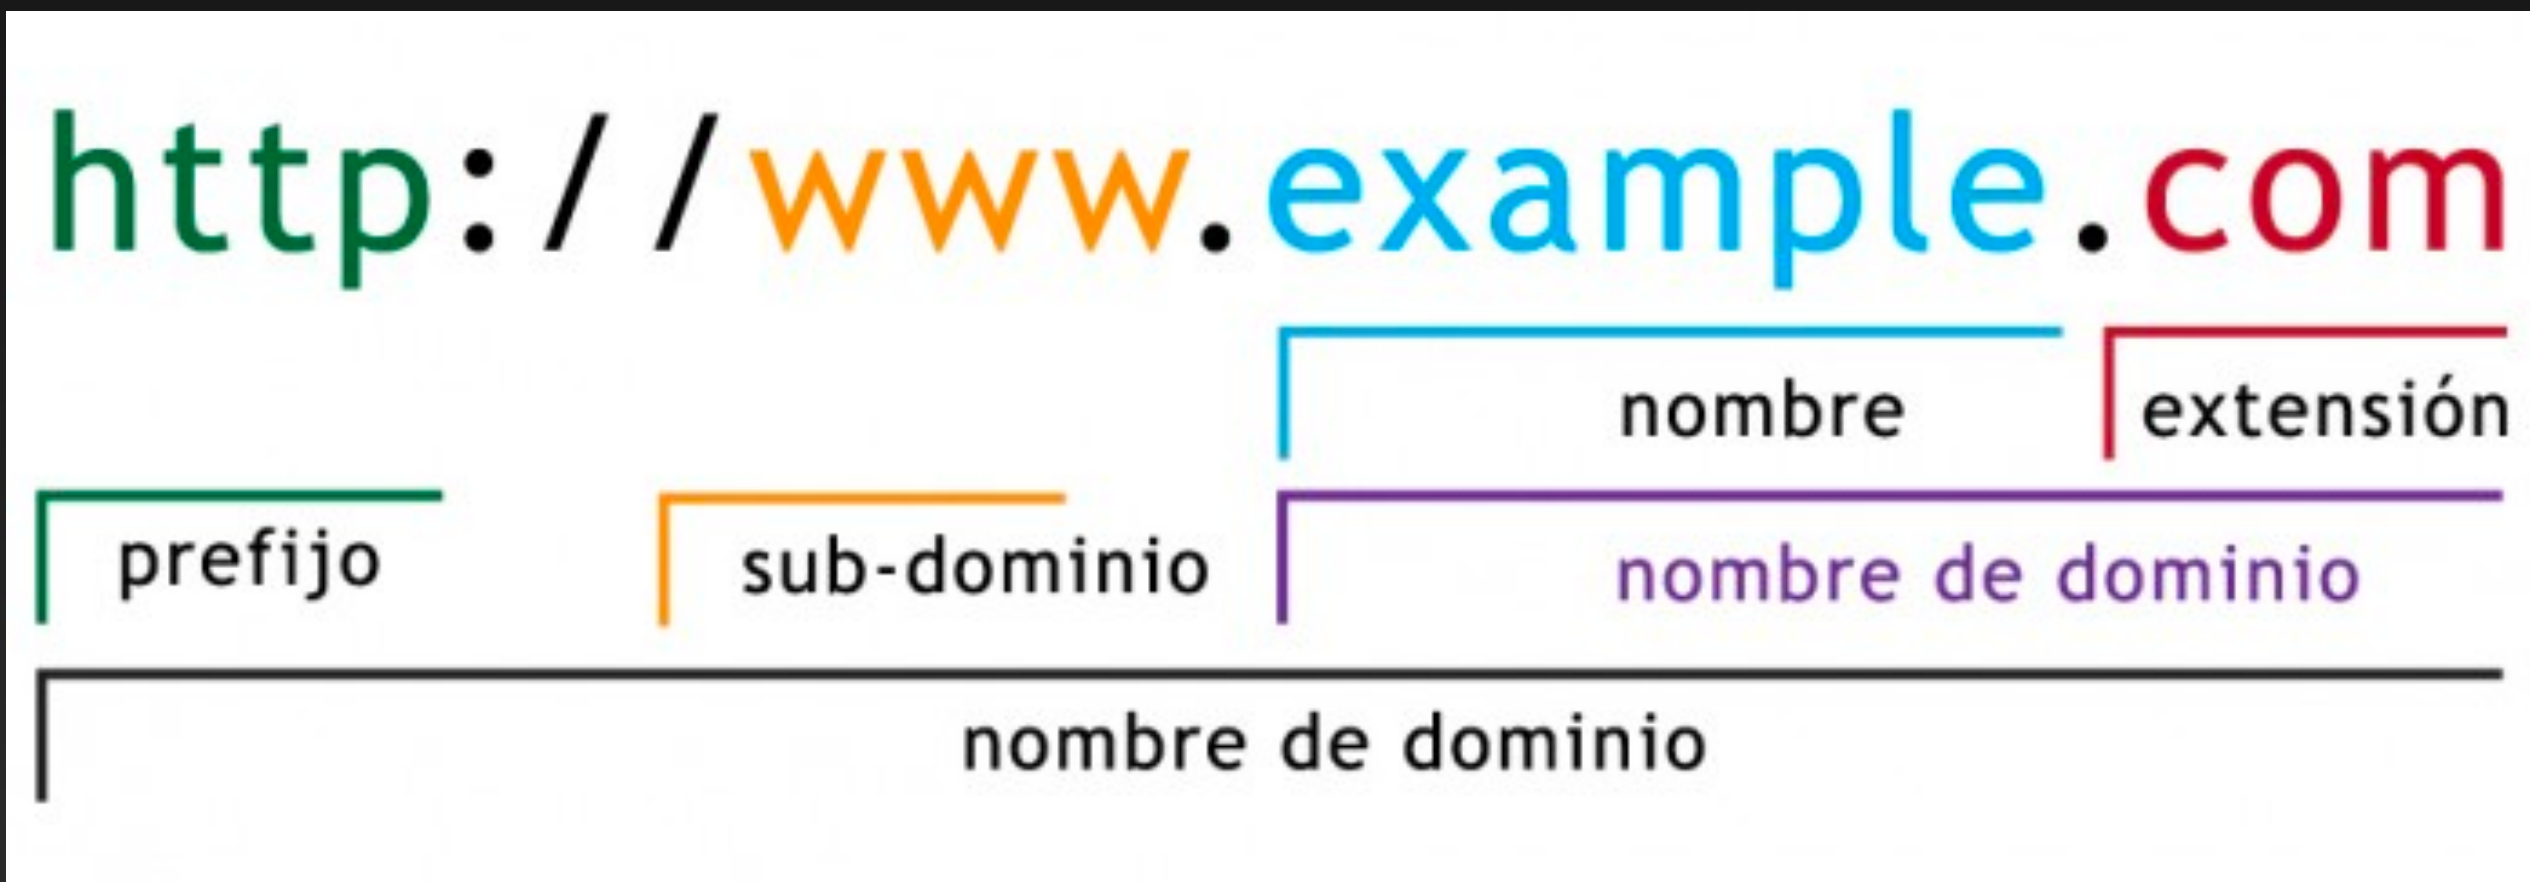 http://www.example.com
nombre extensión
prefijo sub-dominio nombre de dominio
nombre de dominio